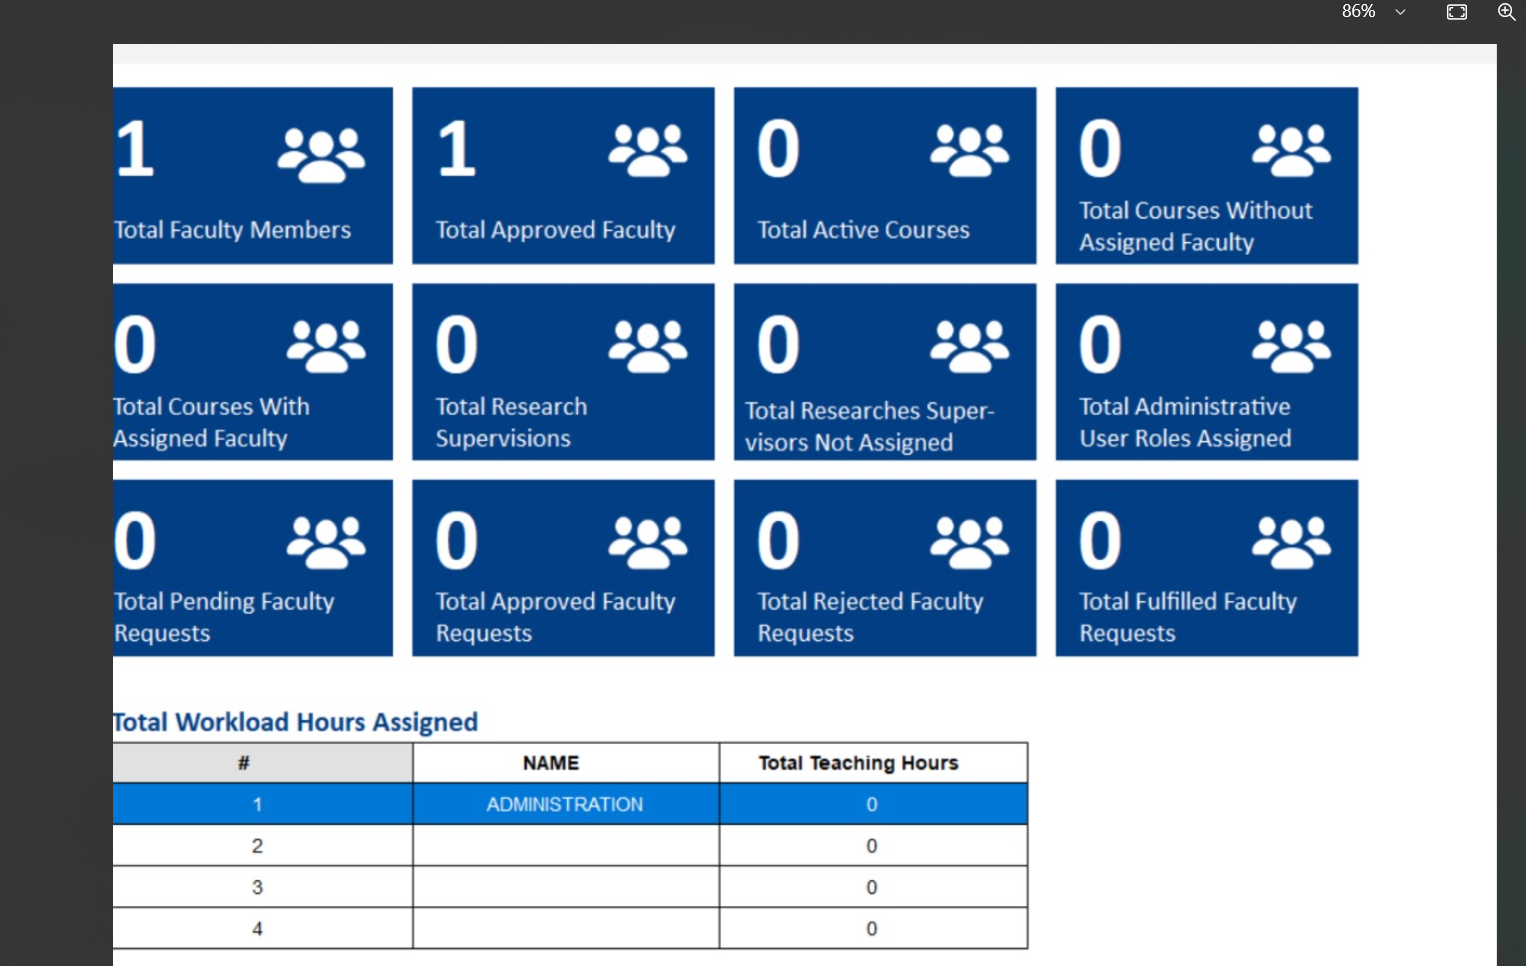 86%
1
Total Faculty Members
1
Total Approved Faculty
0
Total Active Courses
0
Total Courses Without
Assigned Faculty
0
Total Courses With
Assigned Faculty
0
Total Research
Supervisions
0
Total Researches Super-
visors Not Assigned
0
Total Administrative
User Roles Assigned
0
Total Pending Faculty
Requests
0
Total Approved Faculty
Requests
0
Total Rejected Faculty
Requests
0
Total Fulfilled Faculty
Requests
Total Workload Hours Assigned
# NAME Total Teaching Hours
1 ADMINISTRATION 0
2 0
3 0
4 0